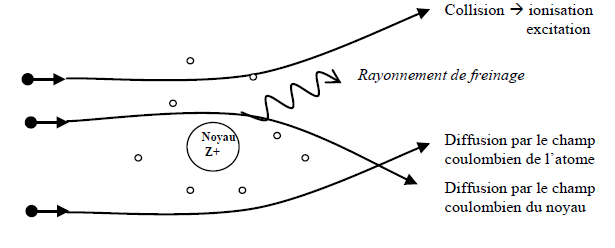 Collision → ionisation
excitation
Rayonnement de freinage
Noyau
Z+
Diffusion par le champ
coulombien de l'atome
Diffusion par le champ
coulombien du noyau